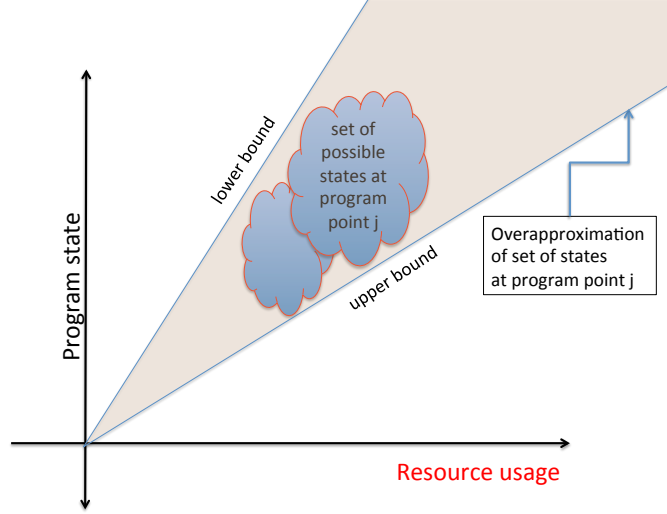 lower bound
set of
possible
states at
program
point j
Program state
upper bound
Overapproximation
of set of states
at program point j
Resource usage